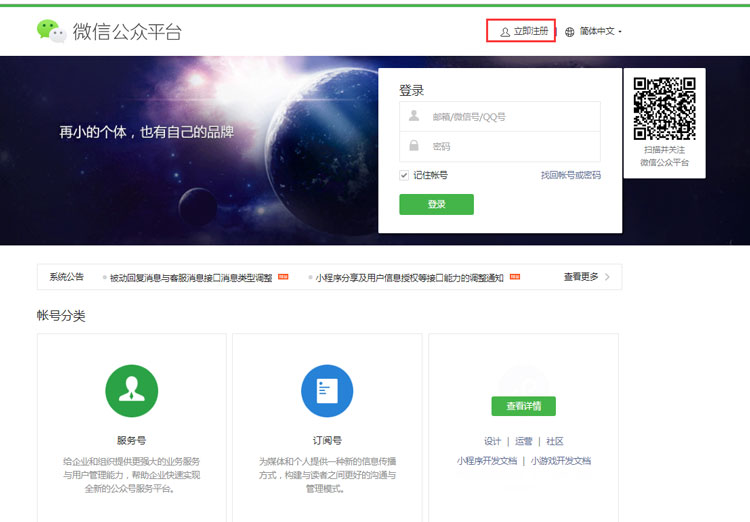 微信公众平台
立即注册
简体中文
再小的个体，也有自己的品牌
登录
邮箱/微信号/QQ号
密码
记住帐号
找回帐号或密码
登录
扫描并关注
微信公众平台
系统公告
被动回复消息与客服消息接口消息类型调整
小程序分享及用户信息授权等接口能力的调整通知
查看更多
帐号分类
服务号
给企业和组织提供更强大的业务服务
与用户管理能力，帮助企业快速实现
全新的公众号服务平台。
订阅号
为媒体和个人提供一种新的信息传播
方式，构建与读者之间更好的沟通与
管理模式。
查看详情
设计 | 运营 | 社区
小程序开发文档 | 小游戏开发文档